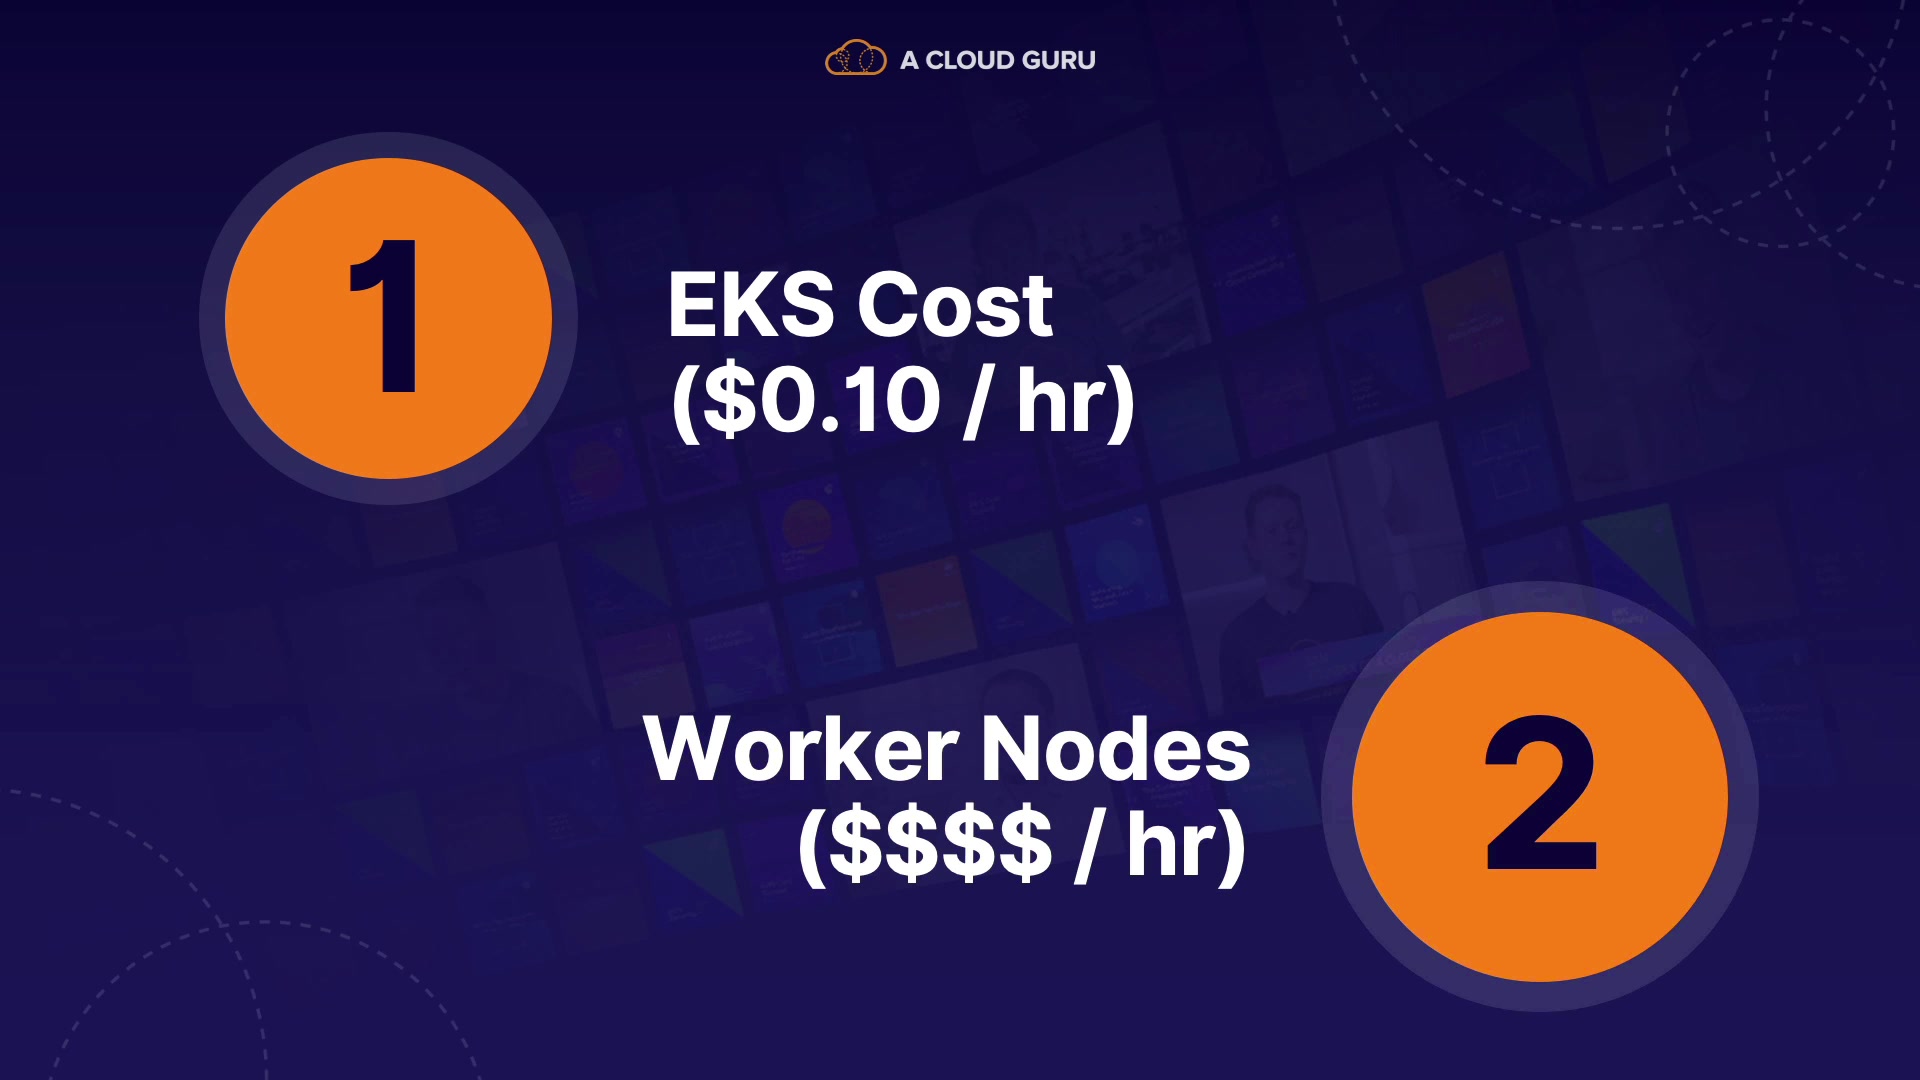 A CLOUD GURU
1
EKS Cost
($0.10 / hr)
Worker Nodes
($$$$ / hr)
2